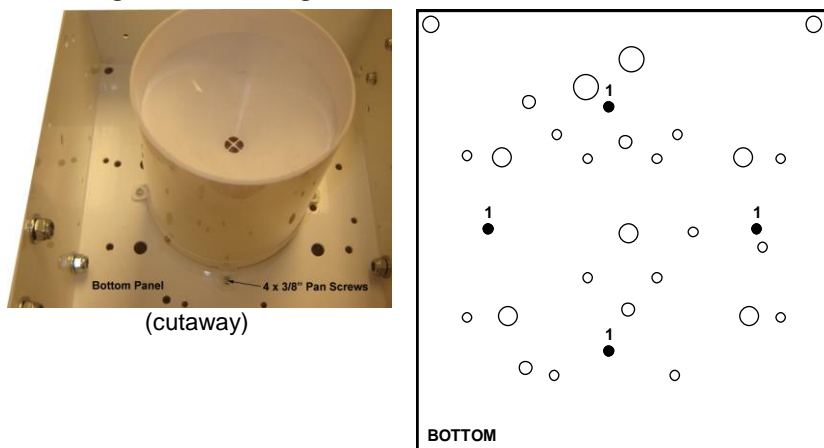 Bottom Panel
4 x 3/8" Pan Screws
(cutaway)
1
1
1
1
BOTTOM